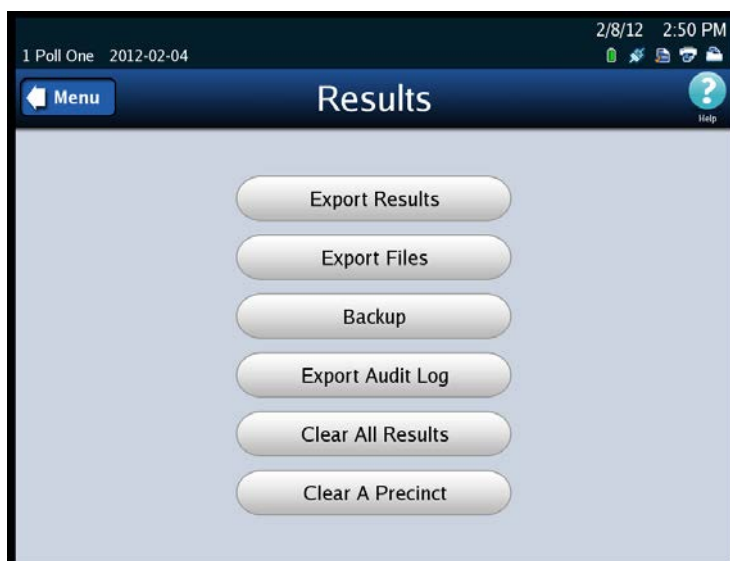 2/8/12 2:50 PM
1 Poll One 2012-02-04
Menu
Results
Help
Export Results
Export Files
Backup
Export Audit Log
Clear All Results
Clear A Precinct